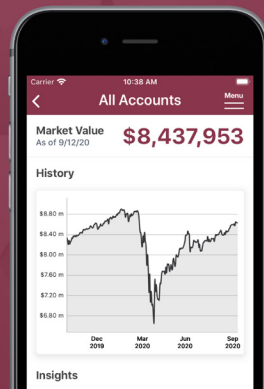 Carrier 10:38 AM
All Accounts Menu
Market Value $8,437,953
As of 9/12/20
History
$8.80 m
$8.40 m
$8.00 m
$7.60 m
$7.20 m
$6.80 m
Dec Mar Jun Sep
2019 2020 2020 2020
Insights